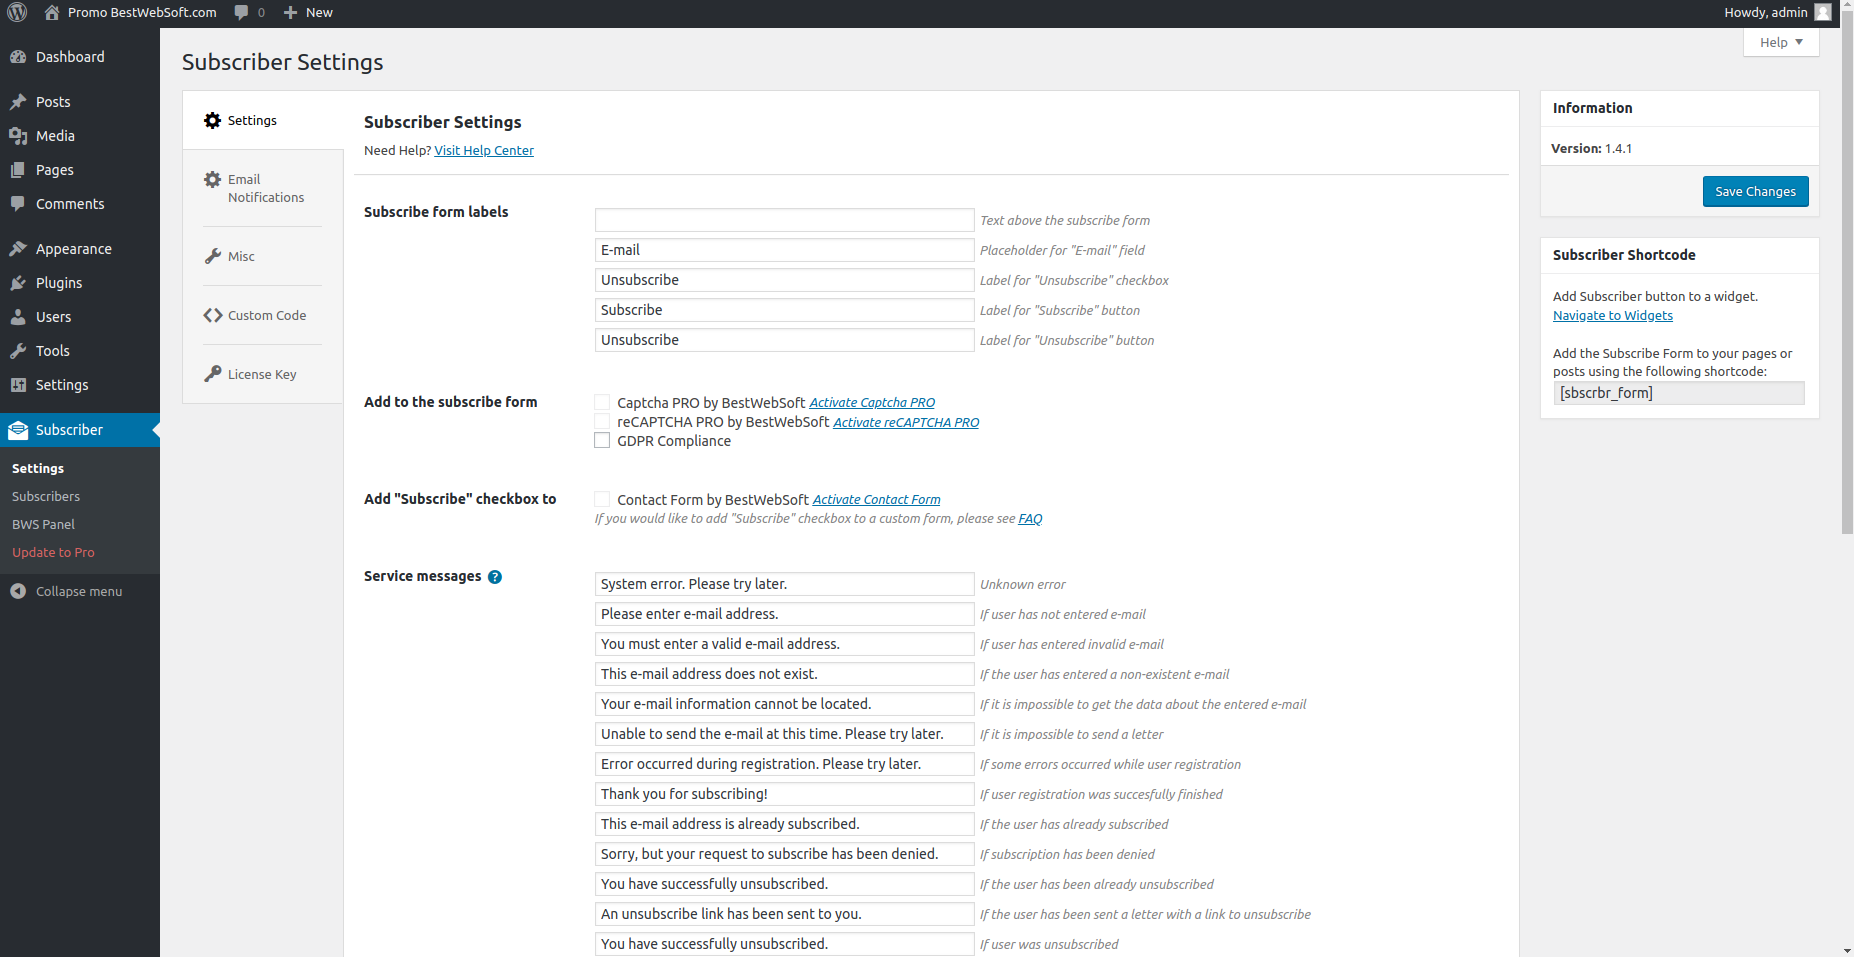 Promo BestWebSoft.com
0
New
Howdy, admin
Help
Dashboard
Posts
Media
Pages
Comments
Appearance
Plugins
Users
Tools
Settings
Subscriber
Settings
Subscribers
BWS Panel
Update to Pro
Collapse menu
Subscriber Settings
Settings
Email
Notifications
Misc
Custom Code
License Key
Subscriber Settings
Need Help? Visit Help Center
Subscribe form labels
Text above the subscribe form
E-mail Placeholder for "E-mail" field
Unsubscribe Label for "Unsubscribe" checkbox
Subscribe Label for "Subscribe" button
Unsubscribe Label for "Unsubscribe" button
Add to the subscribe form
Captcha PRO by BestWebSoft Activate Captcha PRO
reCAPTCHA PRO by BestWebSoft Activate reCAPTCHA PRO
GDPR Compliance
Add "Subscribe" checkbox to
Contact Form by BestWebSoft Activate Contact Form
If you would like to add "Subscribe" checkbox to a custom form, please see FAQ
Service messages ?
System error. Please try later. Unknown error
Please enter e-mail address. If user has not entered e-mail
You must enter a valid e-mail address. If user has entered invalid e-mail
This e-mail address does not exist. If the user has entered a non-existent e-mail
Your e-mail information cannot be located. If it is impossible to get the data about the entered e-mail
Unable to send the e-mail at this time. Please try later. If it is impossible to send a letter
Error occurred during registration. Please try later. If some errors occurred while user registration
Thank you for subscribing! If user registration was succesfully finished
This e-mail address is already subscribed. If the user has already subscribed
Sorry, but your request to subscribe has been denied. If subscription has been denied
You have successfully unsubscribed. If the user has been already unsubscribed
An unsubscribe link has been sent to you. If the user has been sent a letter with a link to unsubscribe
You have successfully unsubscribed. If user was unsubscribed
Information
Version: 1.4.1
Save Changes
Subscriber Shortcode
Add Subscriber button to a widget.
Navigate to Widgets
Add the Subscribe Form to your pages or
posts using the following shortcode:
[sbscrbr_form]